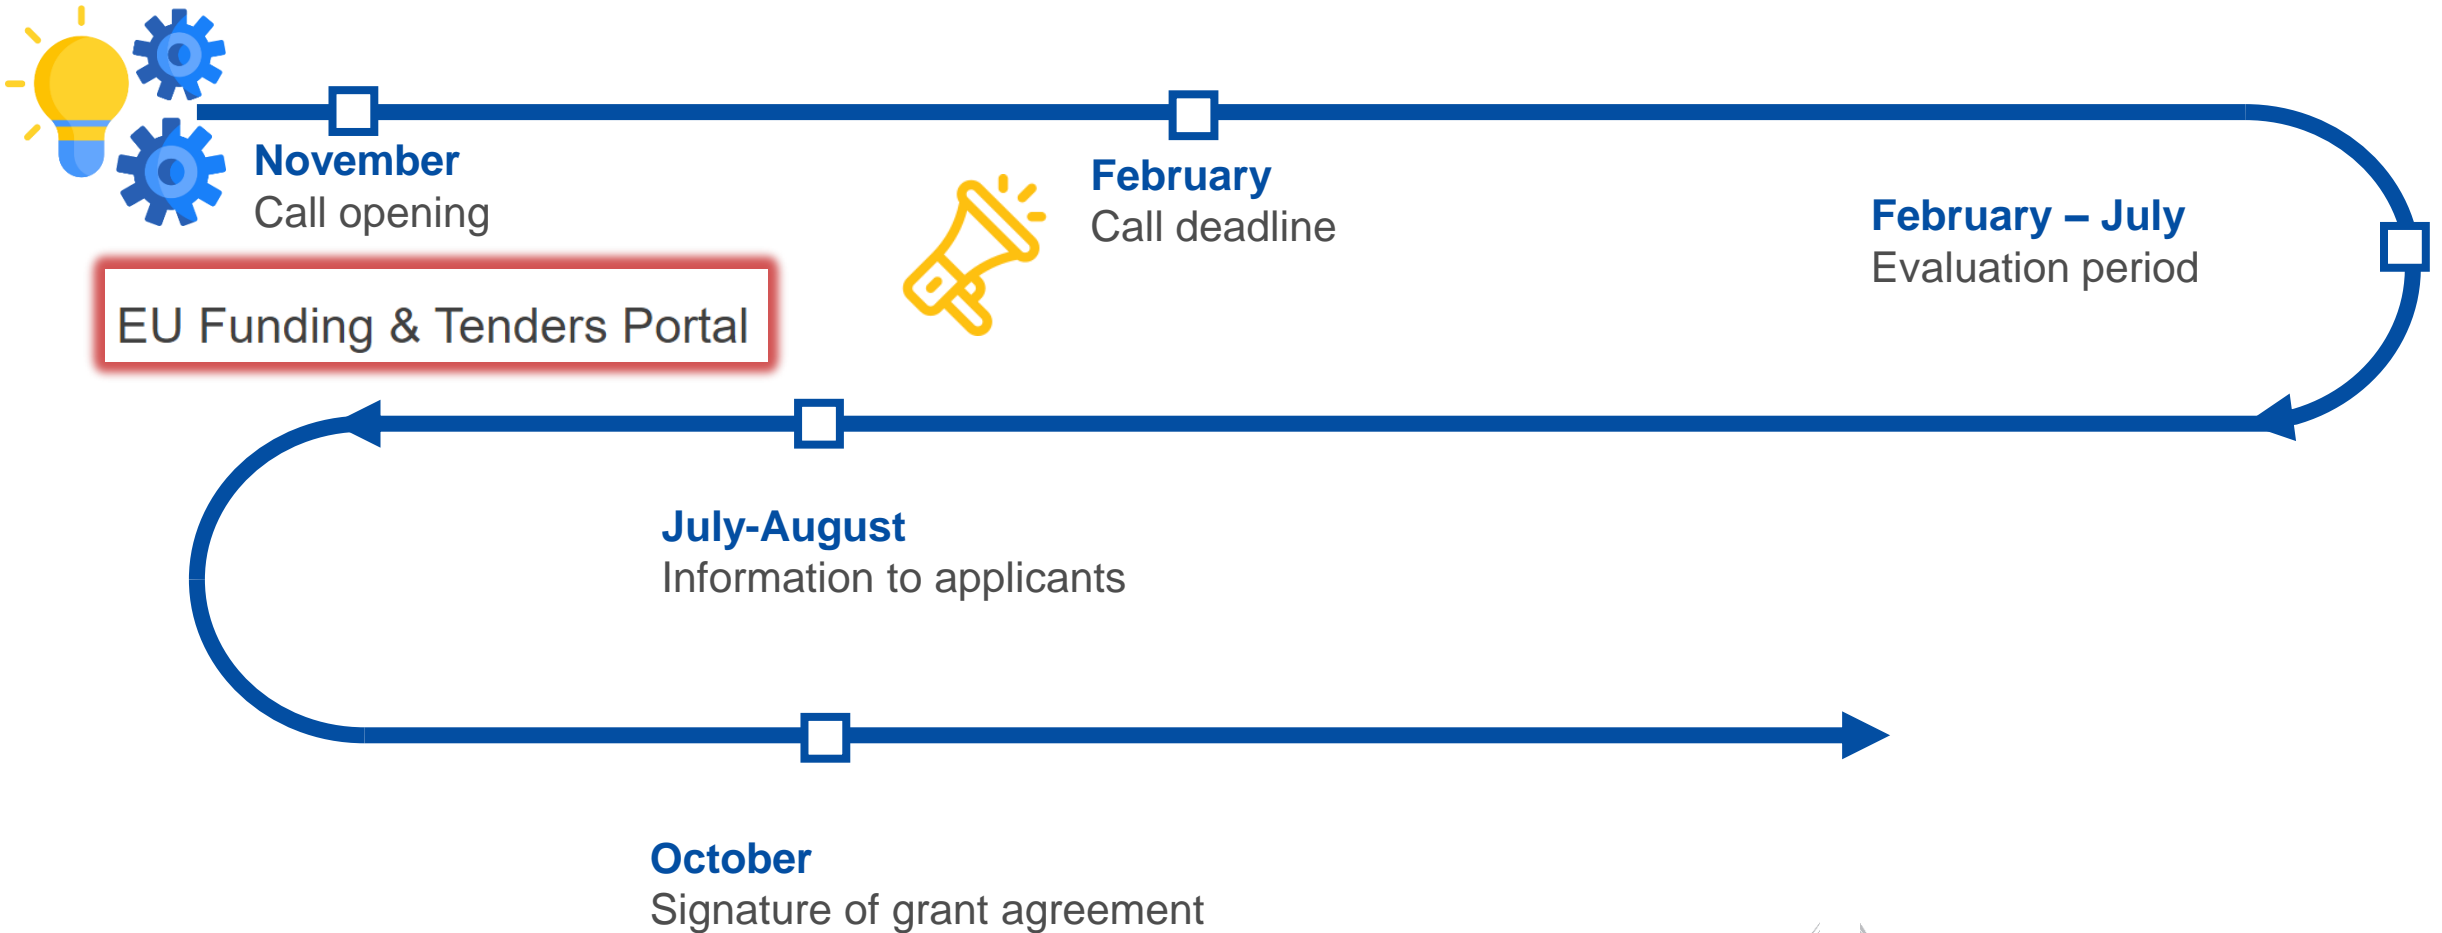 November
Call opening
EU Funding & Tenders Portal
February
Call deadline
February – July
Evaluation period
July-August
Information to applicants
October
Signature of grant agreement